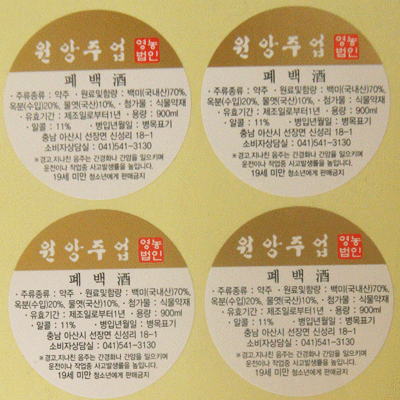 원앙주업 영농
법인
폐백酒
· 주류종류 : 약주 · 원료및함량 : 백미(국내산)70%,
옥분(수입)20%, 물엿(국산)10%, · 첨가물 : 식물약재
· 유효기간 : 제조일로부터1년 · 용량 : 900ml
· 알콜 : 11% · 병입년월일 : 병목표기
충남 아산시 선장면 신성리 18-1
소비자상담실 : 041)541-3130
※경고,지나친 음주는 간경화나 간암을 일으키며
운전이나 작업중 사고발생률을 높입니다.
19세 미만 청소년에게 판매금지
원앙주업 영농
법인
폐백酒
· 주류종류 : 약주 · 원료및함량 : 백미(국내산)70%,
옥분(수입)20%, 물엿(국산)10%, · 첨가물 : 식물약재
· 유효기간 : 제조일로부터1년 · 용량 : 900ml
· 알콜 : 11% · 병입년월일 : 병목표기
충남 아산시 선장면 신성리 18-1
소비자상담실 : 041)541-3130
※경고,지나친 음주는 간경화나 간암을 일으키며
운전이나 작업중 사고발생률을 높입니다.
19세 미만 청소년에게 판매금지
원앙주업 영농
법인
폐백酒
· 주류종류 : 약주 · 원료및함량 : 백미(국내산)70%,
옥분(수입)20%, 물엿(국산)10%, · 첨가물 : 식물약재
· 유효기간 : 제조일로부터1년 · 용량 : 900ml
· 알콜 : 11% · 병입년월일 : 병목표기
충남 아산시 선장면 신성리 18-1
소비자상담실 : 041)541-3130
※경고,지나친 음주는 간경화나 간암을 일으키며
운전이나 작업중 사고발생률을 높입니다.
19세 미만 청소년에게 판매금지
원앙주업 영농
법인
폐백酒
· 주류종류 : 약주 · 원료및함량 : 백미(국내산)70%,
옥분(수입)20%, 물엿(국산)10%, · 첨가물 : 식물약재
· 유효기간 : 제조일로부터1년 · 용량 : 900ml
· 알콜 : 11% · 병입년월일 : 병목표기
충남 아산시 선장면 신성리 18-1
소비자상담실 : 041)541-3130
※경고,지나친 음주는 간경화나 간암을 일으키며
운전이나 작업중 사고발생률을 높입니다.
19세 미만 청소년에게 판매금지